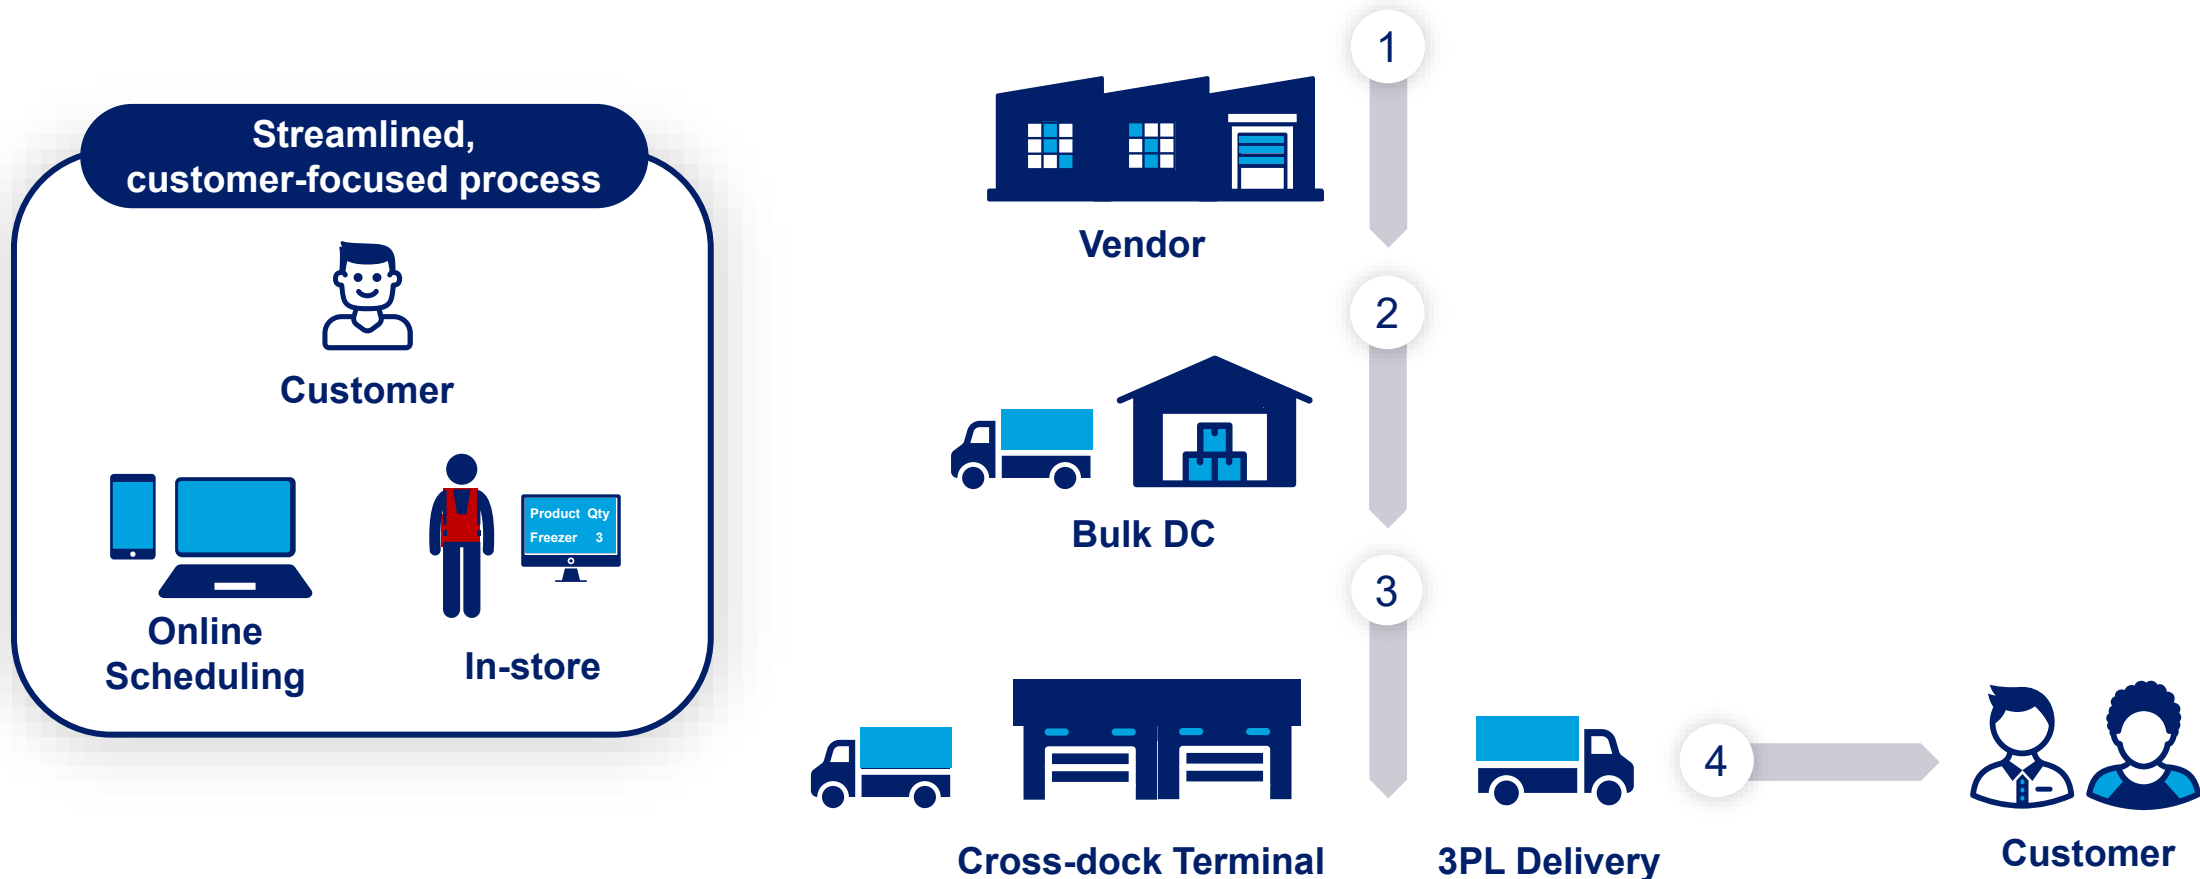 Streamlined,
customer-focused process
Customer
Online
Scheduling
Product Qty
Freezer 3
In-store
1
Vendor
2
Bulk DC
3
Cross-dock Terminal
3PL Delivery
4
Customer